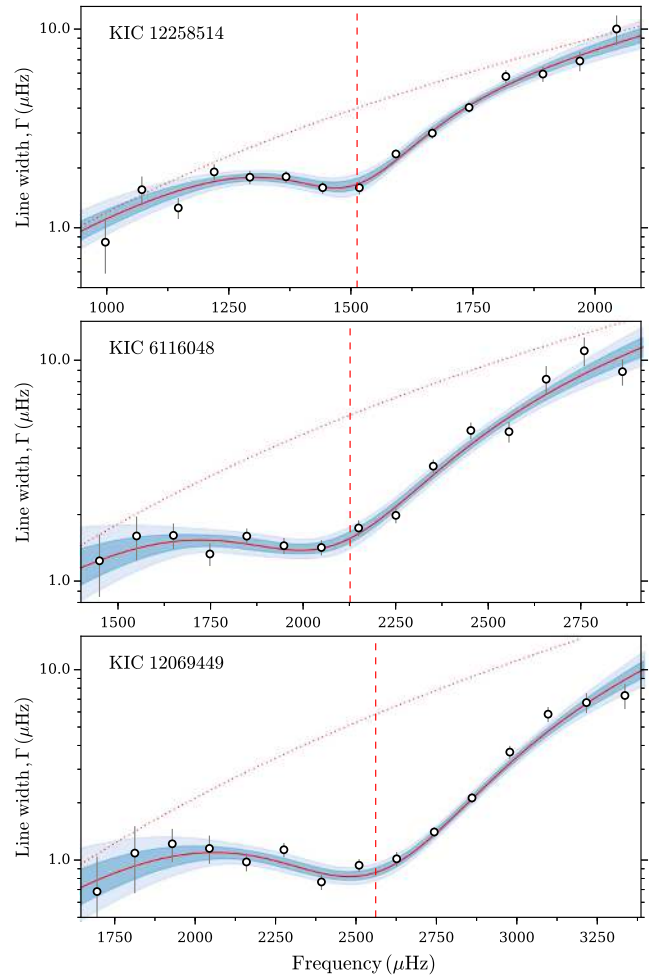 KIC 12258514
Line width, Γ (μHz)
10.0
1.0
1000 1250 1500 1750 2000
KIC 6116048
Line width, Γ (μHz)
10.0
1.0
1500 1750 2000 2250 2500 2750
KIC 12069449
Line width, Γ (μHz)
10.0
1.0
1750 2000 2250 2500 2750 3000 3250
Frequency (μHz)